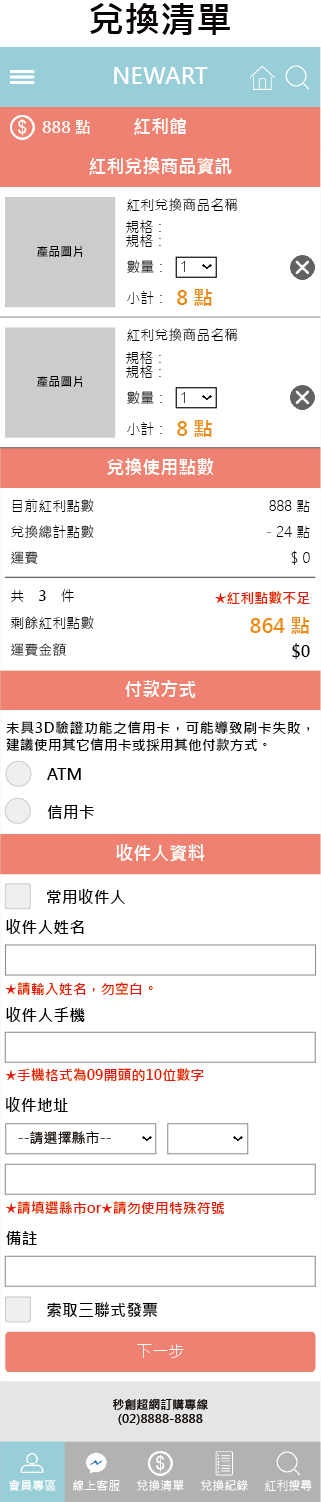 兌換清單
NEWART
888 點 紅利館
紅利兌換商品資訊
產品圖片
紅利兌換商品名稱
規格：
規格：
數量： 1
小計： 8 點
產品圖片
紅利兌換商品名稱
規格：
規格：
數量： 1
小計： 8 點
兌換使用點數
目前紅利點數 888 點
兌換總計點數 - 24 點
運費 $ 0
共 3 件 ★紅利點數不足
剩餘紅利點數 864 點
運費金額 $0
付款方式
未具3D驗證功能之信用卡，可能導致刷卡失敗，
建議使用其它信用卡或採用其他付款方式。
ATM
信用卡
收件人資料
常用收件人
收件人姓名
★請輸入姓名，勿空白。
收件人手機
★手機格式為09開頭的10位數字
收件地址
--請選擇縣市--
★請填選縣市or★請勿使用特殊符號
備註
索取三聯式發票
下一步
秒創超網訂購專線
(02)8888-8888
會員專區 線上客服 兌換清單 兌換紀錄 紅利搜尋